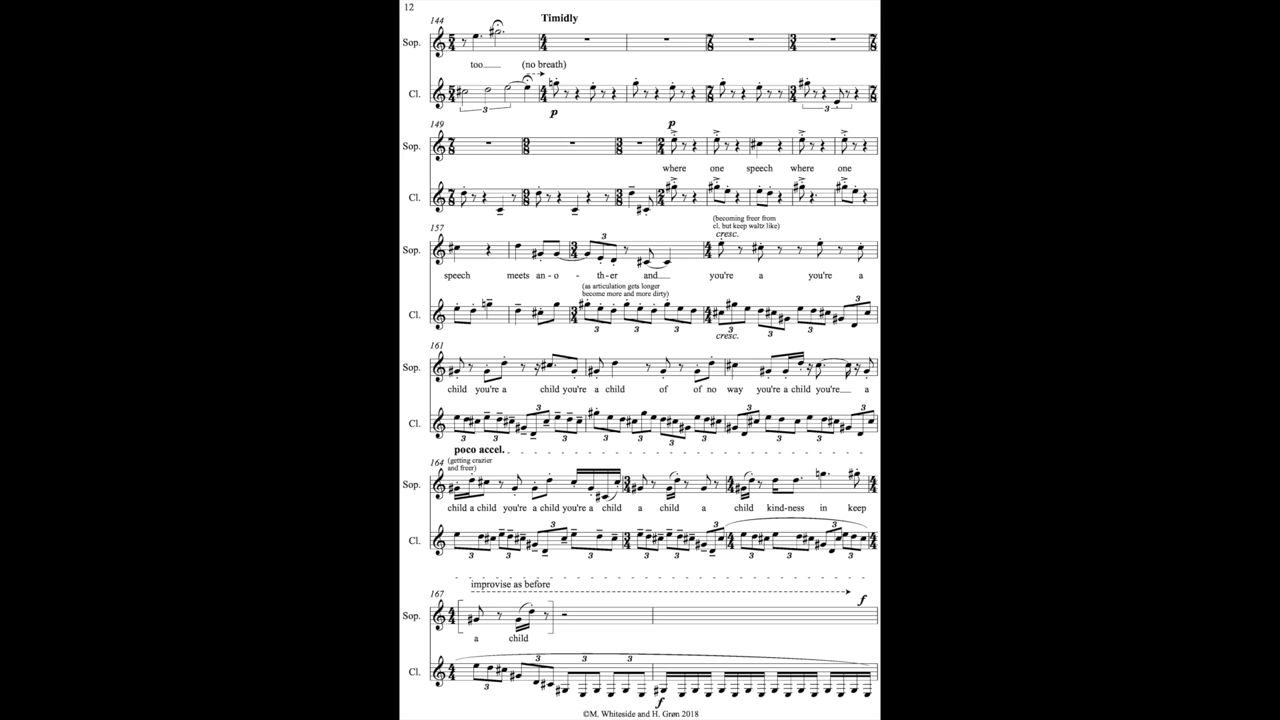 12
144
Timidly
Sop.
too___ (no breath)
Cl.
p
149
p
Sop.
where one speech where one
Cl.
(becoming freer from
cl. but keep waltz like)
157
cresc.
Sop.
speech meets an - o - th-er and___ you're a you're a
(as articulation gets longer
become more and more dirty)
Cl.
cresc.
161
Sop.
child you're a child you're a child of of no way you're a child you're___ a
Cl.
poco accel.
164
(getting crazier
and freer)
Sop.
child a child you're a child you're a child a child a child kind-ness in keep
Cl.
improvise as before
167
f
Sop.
a child
Cl.
f
©M. Whiteside and H. Grøn 2018